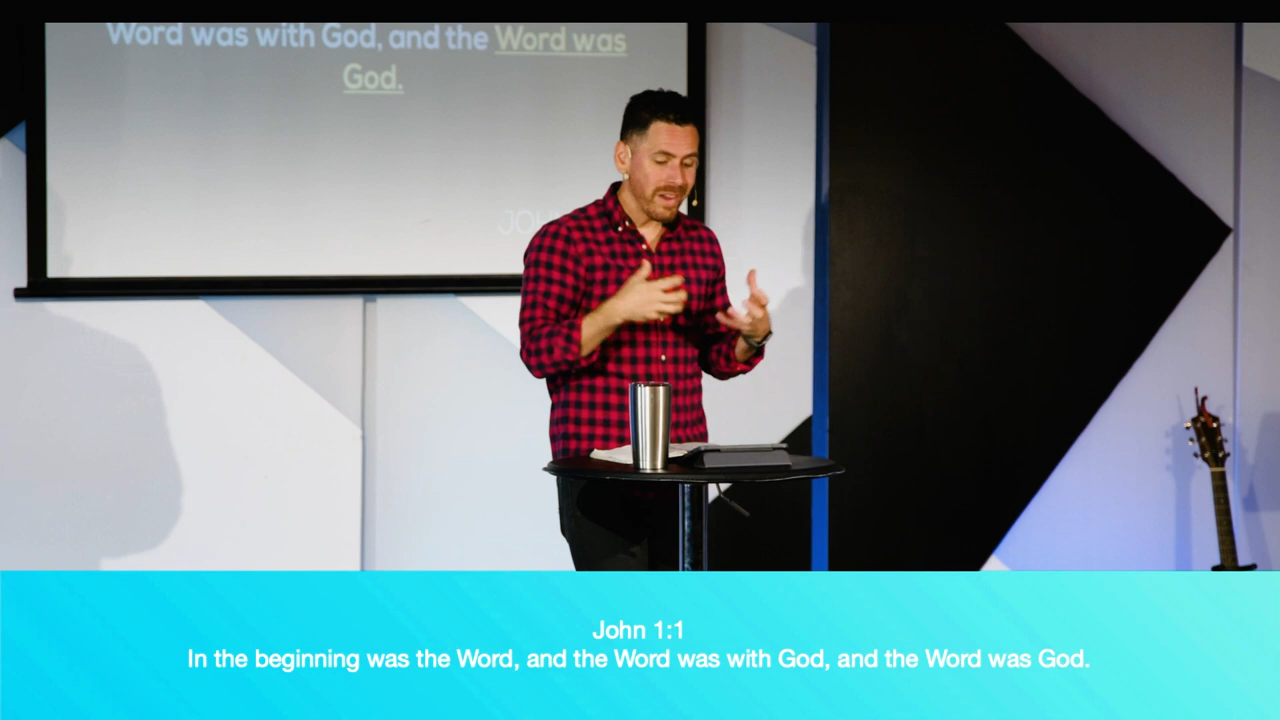 Word was with God, and the Word was
God.
John 1:1
In the beginning was the Word, and the Word was with God, and the Word was God.